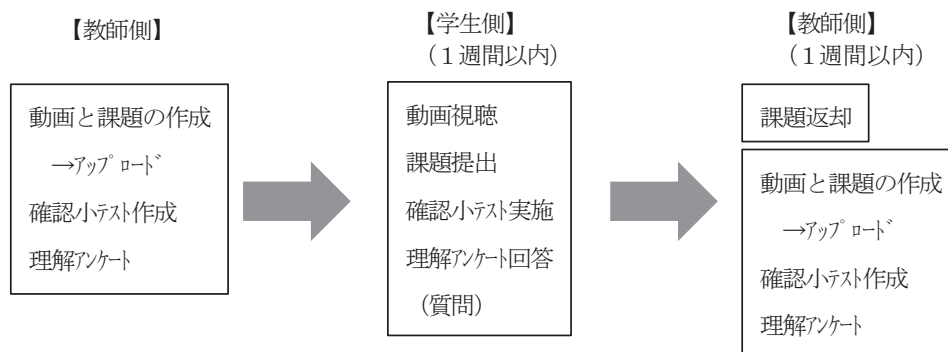 【教師側】
動画と課題の作成
→アップロード
確認小テスト作成
理解アンケート
【学生側】
(1週間以内)
動画視聴
課題提出
確認小テスト実施
理解アンケート回答
(質問)
【教師側】
(1週間以内)
課題返却
動画と課題の作成
→アップロード
確認小テスト作成
理解アンケート